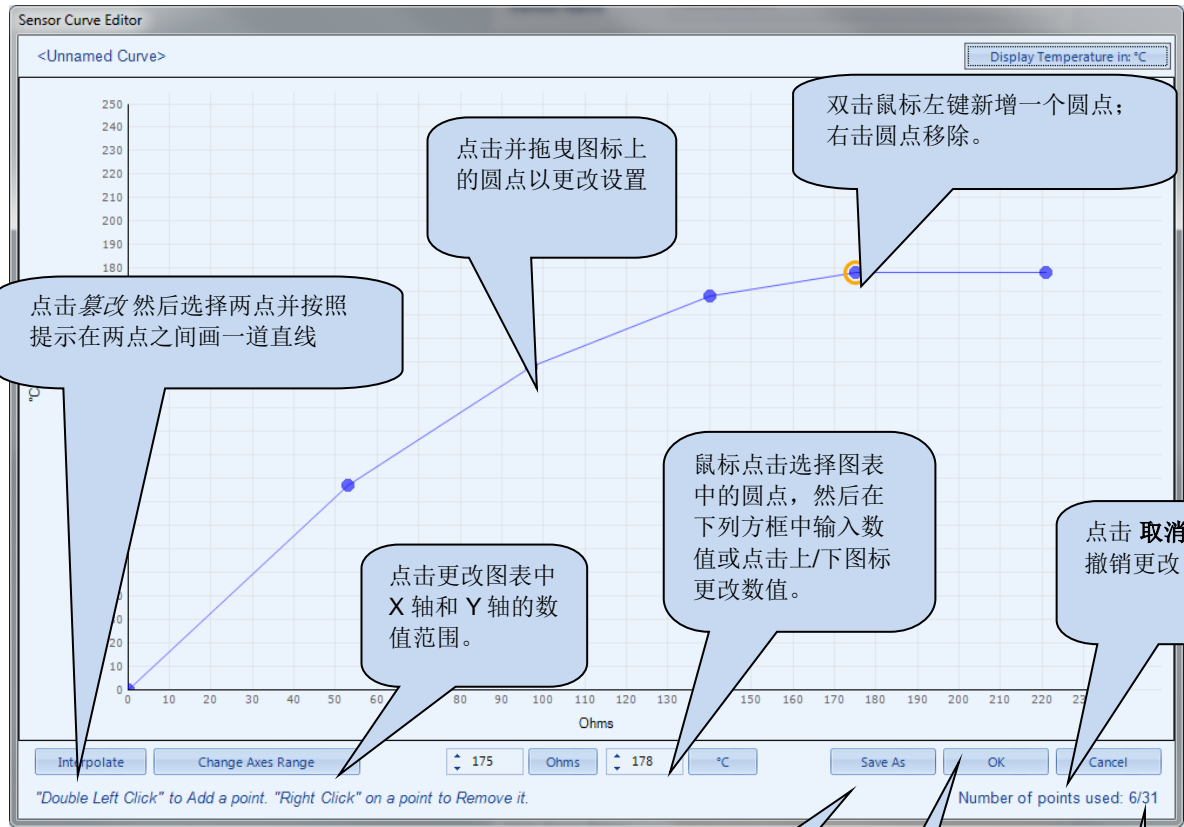 Sensor Curve Editor
<Unnamed Curve>
Display Temperature in: °C
双击鼠标左键新增一个圆点；
右击圆点移除。
点击并拖曳图标上
的圆点以更改设置
250
240
230
220
210
200
190
180
点击篡改 然后选择两点并按照
提示在两点之间画一道直线
鼠标点击选择图表
中的圆点，然后在
下列方框中输入数
值或点击上/下图标
更改数值。
点击 取消
撤销更改
点击更改图表中
X 轴和 Y 轴的数
值范围。
20
10
0
0 10 20 30 40 50 60 80 90 100 110 120 130 150 160 170 180 190 200 210 220
Ohms
Interpolate Change Axes Range 175 Ohms 178 °C Save As OK Cancel
"Double Left Click" to Add a point. "Right Click" on a point to Remove it. Number of points used: 6/31